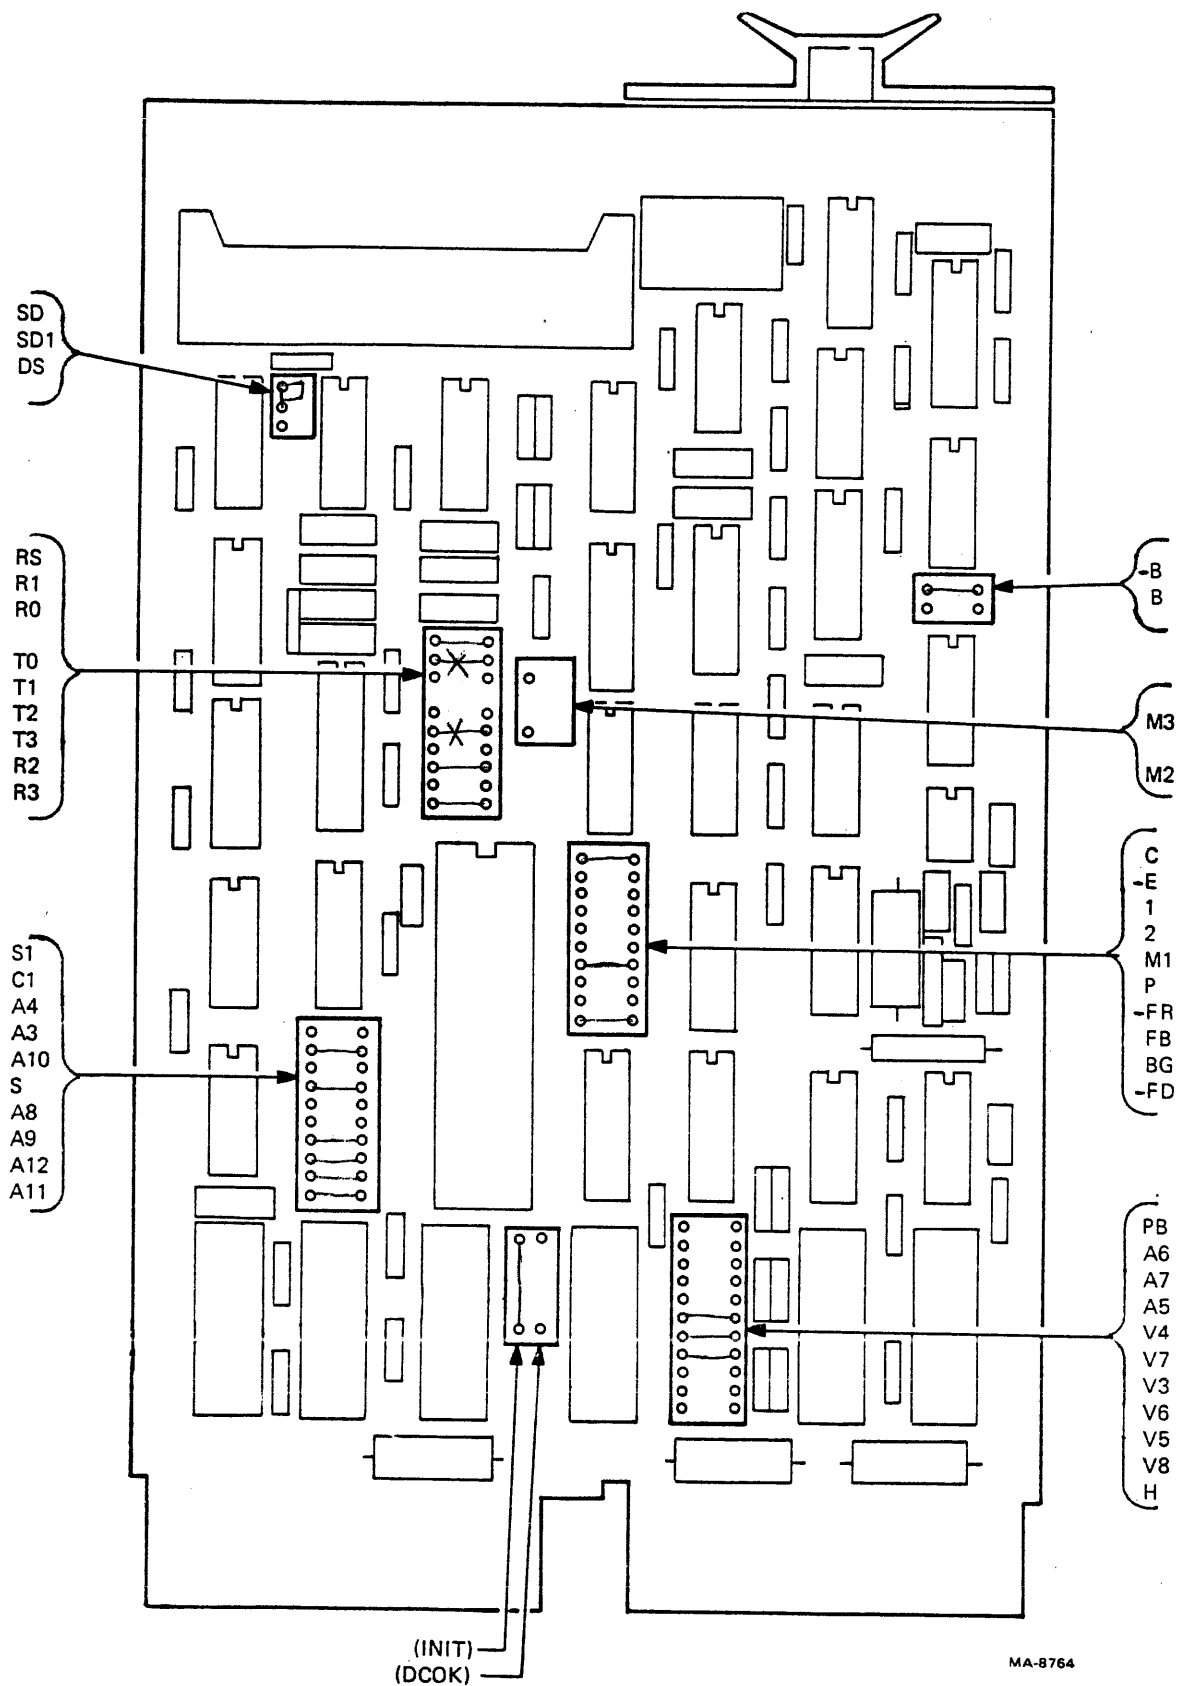 SD
SD1
DS
RS
R1
R0
T0
T1
T2
T3
R2
R3
-B
B
M3
M2
C
-E
1
2
M1
P
-FR
FB
BG
-FD
S1
C1
A4
A3
A10
S
A8
A9
A12
A11
PB
A6
A7
A5
V4
V7
V3
V6
V5
V8
H
(INIT)
(DCOK)
MA-8764